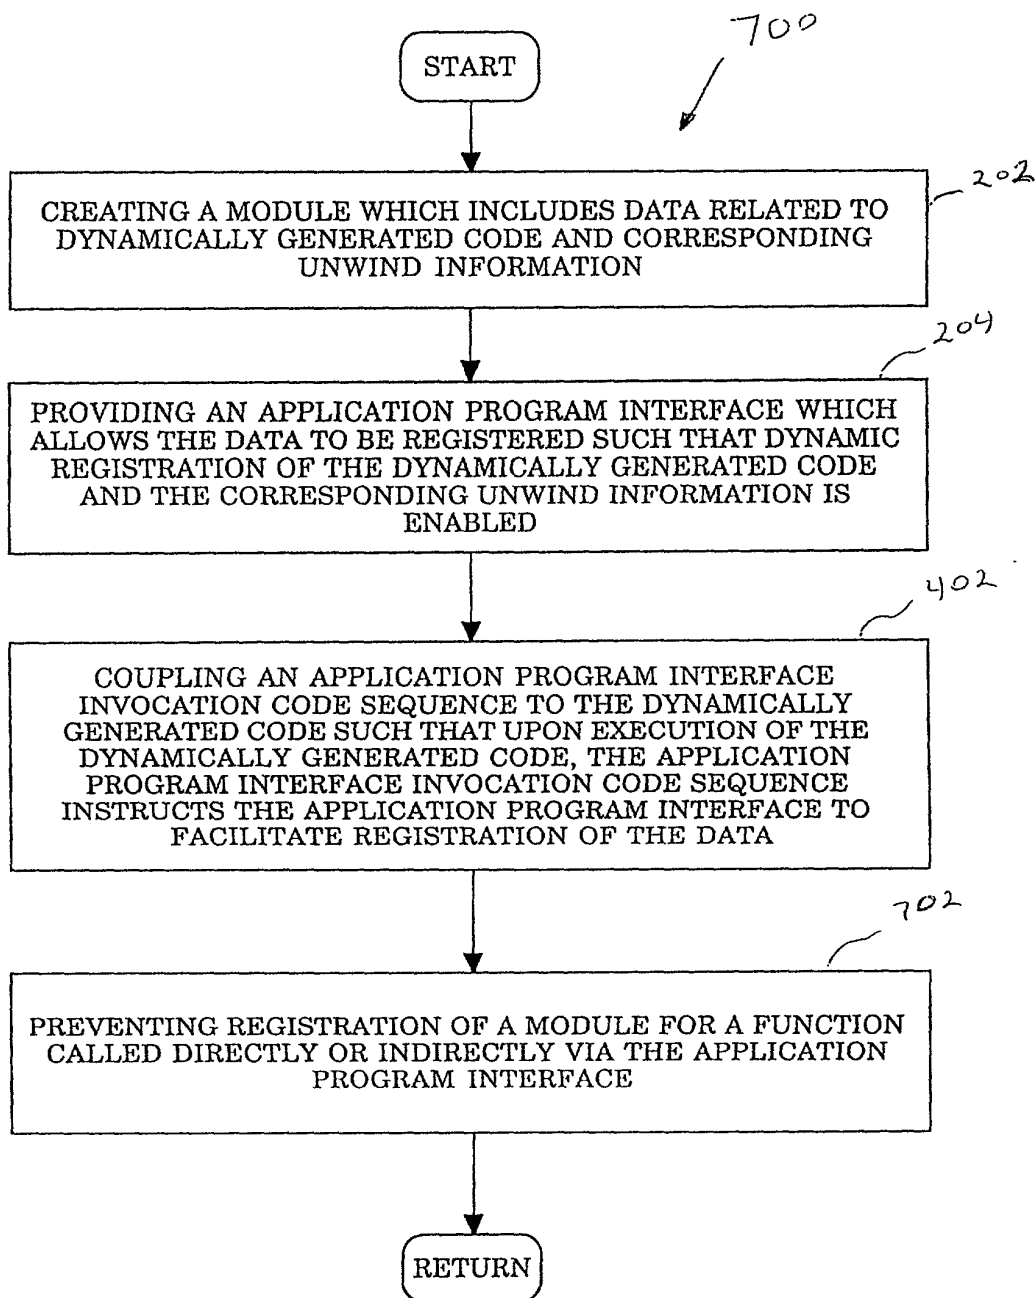 700
START
202
CREATING A MODULE WHICH INCLUDES DATA RELATED TO
DYNAMICALLY GENERATED CODE AND CORRESPONDING
UNWIND INFORMATION
204
PROVIDING AN APPLICATION PROGRAM INTERFACE WHICH
ALLOWS THE DATA TO BE REGISTERED SUCH THAT DYNAMIC
REGISTRATION OF THE DYNAMICALLY GENERATED CODE
AND THE CORRESPONDING UNWIND INFORMATION IS
ENABLED
402
COUPLING AN APPLICATION PROGRAM INTERFACE
INVOCATION CODE SEQUENCE TO THE DYNAMICALLY
GENERATED CODE SUCH THAT UPON EXECUTION OF THE
DYNAMICALLY GENERATED CODE, THE APPLICATION
PROGRAM INTERFACE INVOCATION CODE SEQUENCE
INSTRUCTS THE APPLICATION PROGRAM INTERFACE TO
FACILITATE REGISTRATION OF THE DATA
702
PREVENTING REGISTRATION OF A MODULE FOR A FUNCTION
CALLED DIRECTLY OR INDIRECTLY VIA THE APPLICATION
PROGRAM INTERFACE
RETURN